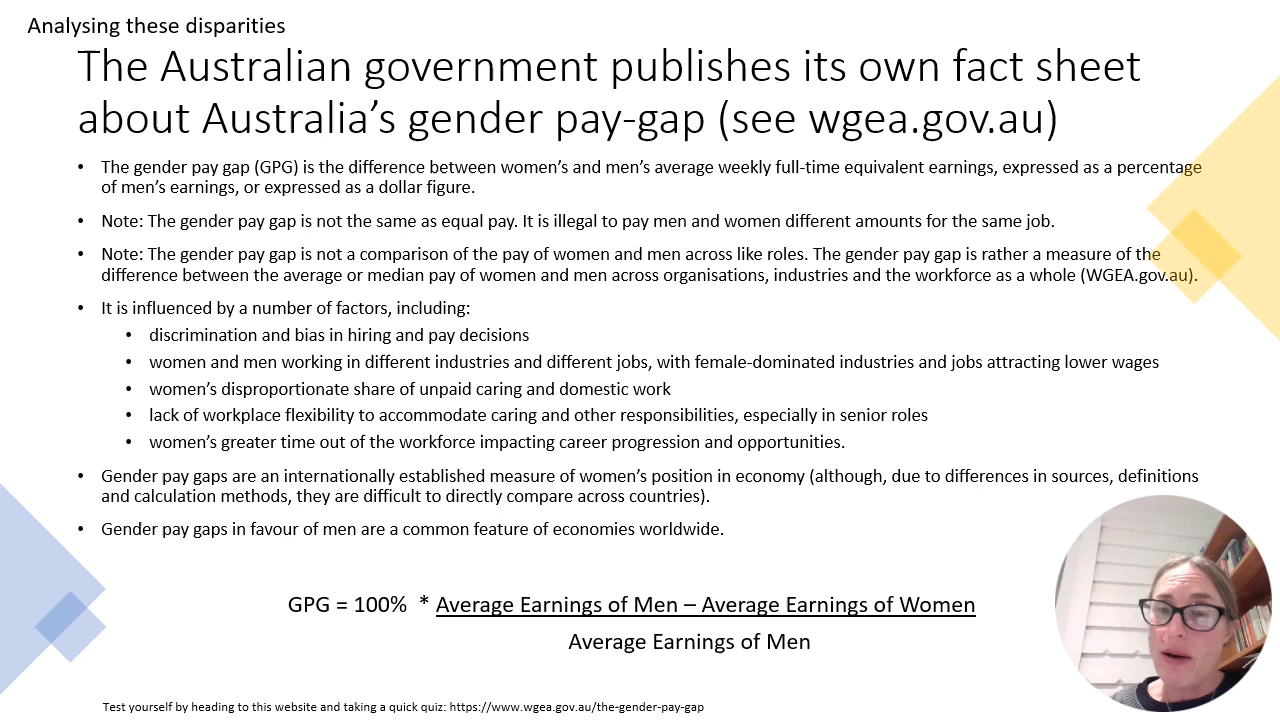 Analysing these disparities
The Australian government publishes its own fact sheet
about Australia's gender pay-gap (see wgea.gov.au)
• The gender pay gap (GPG) is the difference between women's and men's average weekly full-time equivalent earnings, expressed as a percentage
of men's earnings, or expressed as a dollar figure.
• Note: The gender pay gap is not the same as equal pay. It is illegal to pay men and women different amounts for the same job.
• Note: The gender pay gap is not a comparison of the pay of women and men across like roles. The gender pay gap is rather a measure of the
difference between the average or median pay of women and men across organisations, industries and the workforce as a whole (WGEA.gov.au).
• It is influenced by a number of factors, including:
• discrimination and bias in hiring and pay decisions
• women and men working in different industries and different jobs, with female-dominated industries and jobs attracting lower wages
• women's disproportionate share of unpaid caring and domestic work
• lack of workplace flexibility to accommodate caring and other responsibilities, especially in senior roles
• women's greater time out of the workforce impacting career progression and opportunities.
• Gender pay gaps are an internationally established measure of women's position in economy (although, due to differences in sources, definitions
and calculation methods, they are difficult to directly compare across countries).
• Gender pay gaps in favour of men are a common feature of economies worldwide.
GPG = 100% * Average Earnings of Men – Average Earnings of Women
Average Earnings of Men
Test yourself by heading to this website and taking a quick quiz: https://www.wgea.gov.au/the-gender-pay-gap